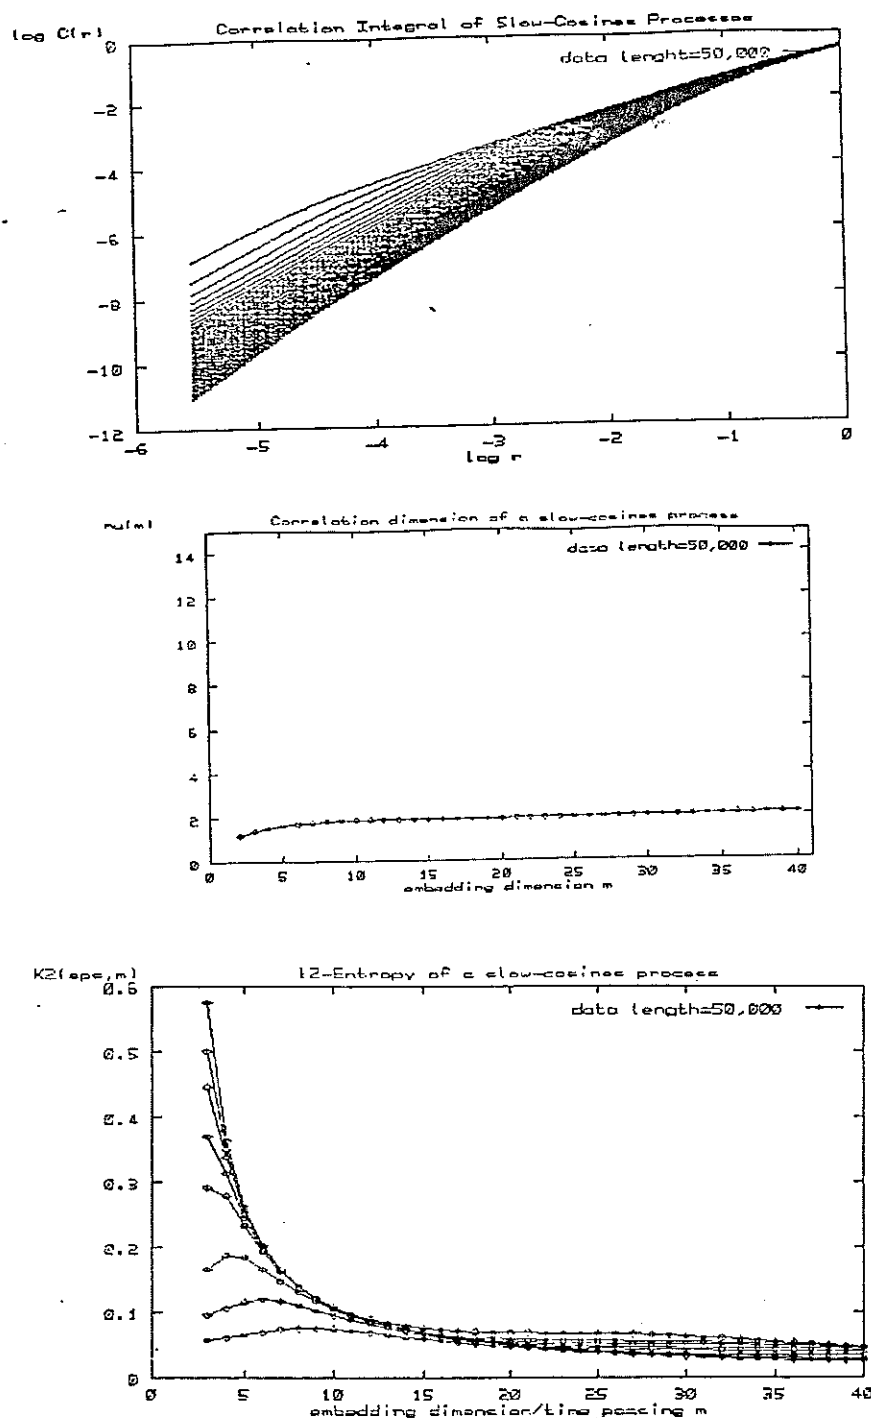 log C(r)
Correlation Integral of Slow-Cosines Processes
data lenght=50,000
0
-2
-4
-6
-8
-10
-12
-6 -5 -4 -3 -2 -1 0
log r
nu(m)
Correlation dimension of a slow-cosines process
data length=50,000
14
12
10
8
6
4
2
0
0 5 10 15 20 25 30 35 40
embedding dimension m
K2(eps,m)
K2-Entropy of a slow-cosines process
data length=50,000
0.6
0.5
0.4
0.3
0.2
0.1
0
0 5 10 15 20 25 30 35 40
embedding dimension/time passing m